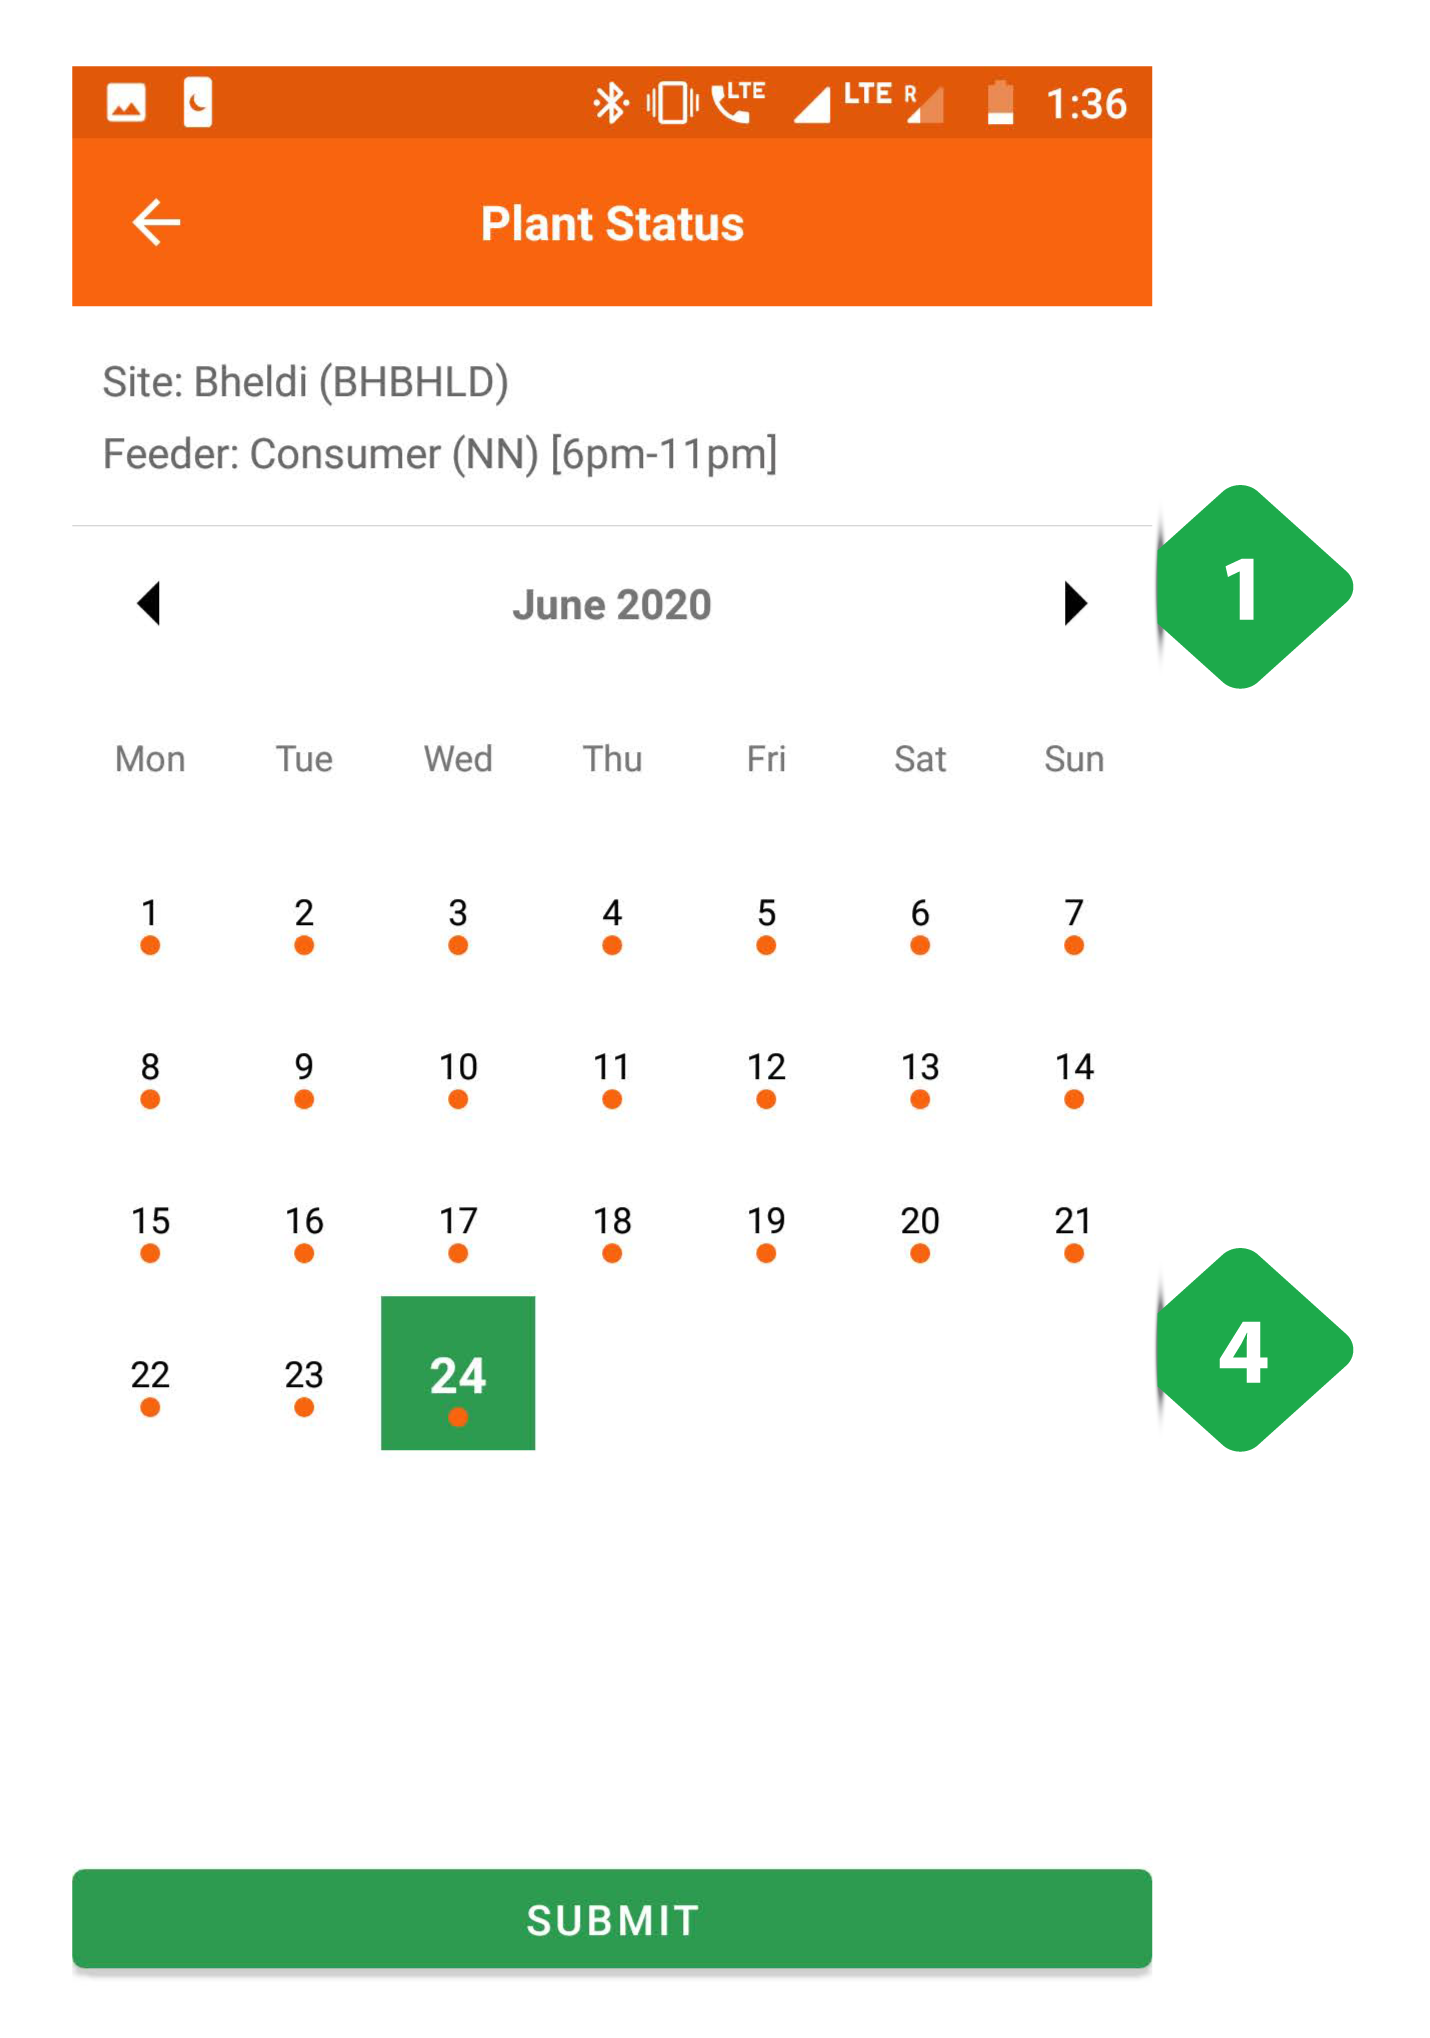 LTE LTE R 1:36
Plant Status
Site: Bheldi (BHBHLD)
Feeder: Consumer (NN) [6pm-11pm]
1
June 2020
Mon Tue Wed Thu Fri Sat Sun
1 2 3 4 5 6 7
8 9 10 11 12 13 14
15 16 17 18 19 20 21
4
22 23 24
SUBMIT